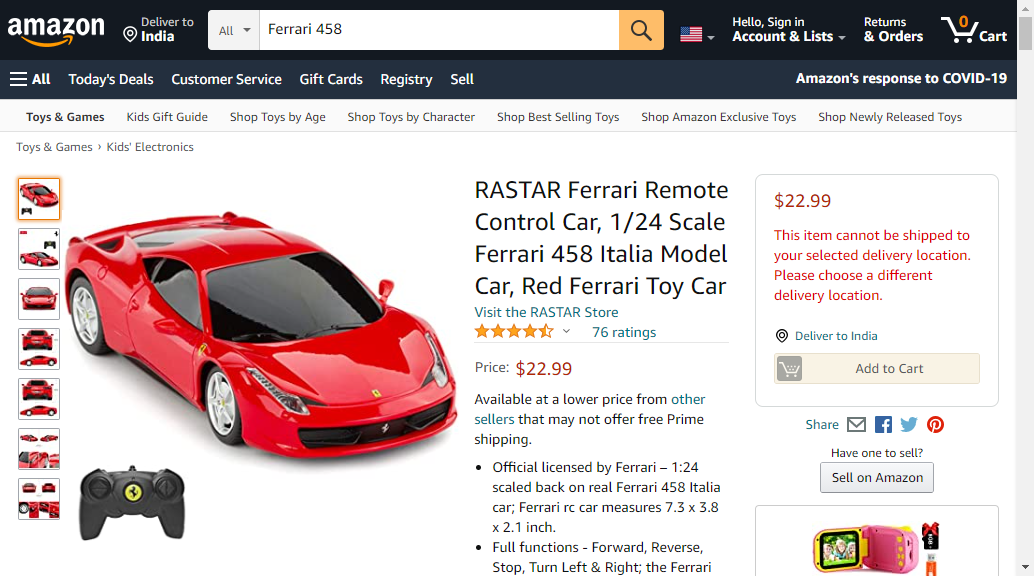 amazon
Deliver to
India
All
Ferrari 458
Hello, Sign in
Account & Lists
Returns
& Orders
0
Cart
All
Today's Deals
Customer Service
Gift Cards
Registry
Sell
Amazon's response to COVID-19
Toys & Games
Kids Gift Guide
Shop Toys by Age
Shop Toys by Character
Shop Best Selling Toys
Shop Amazon Exclusive Toys
Shop Newly Released Toys
Toys & Games › Kids' Electronics
RASTAR Ferrari Remote
Control Car, 1/24 Scale
Ferrari 458 Italia Model
Car, Red Ferrari Toy Car
Visit the RASTAR Store
76 ratings
Price: $22.99
Available at a lower price from other
sellers that may not offer free Prime
shipping.
• Official licensed by Ferrari – 1:24
scaled back on real Ferrari 458 Italia
car; Ferrari rc car measures 7.3 x 3.8
x 2.1 inch.
• Full functions - Forward, Reverse,
Stop, Turn Left & Right; the Ferrari
$22.99
This item cannot be shipped to
your selected delivery location.
Please choose a different
delivery location.
Deliver to India
Add to Cart
Share
Have one to sell?
Sell on Amazon